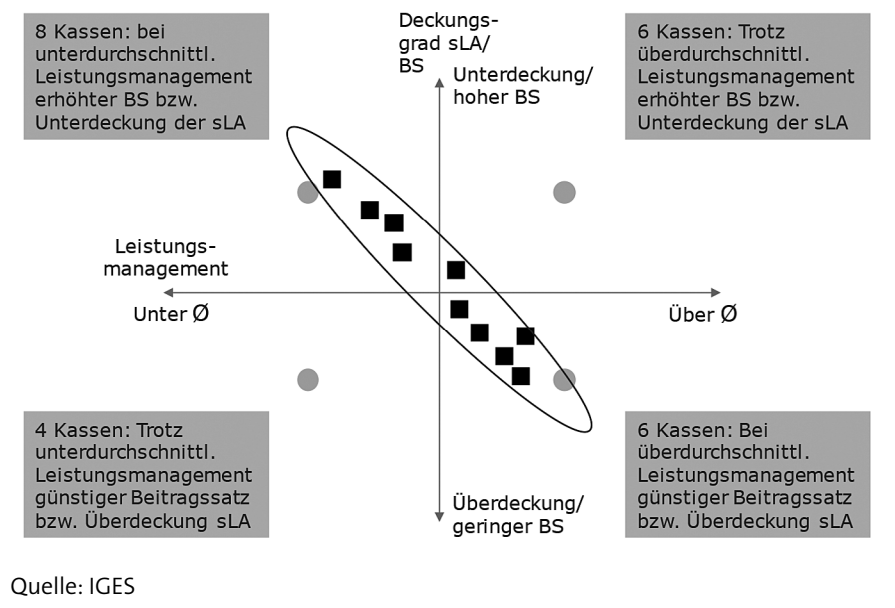 8 Kassen: bei
unterdurchschnittl.
Leistungsmanagement
erhöhter BS bzw.
Unterdeckung der sLA
Deckungs-
grad sLA/
BS
Unterdeckung/
hoher BS
6 Kassen: Trotz
überdurchschnittl.
Leistungsmanagement
erhöhter BS bzw.
Unterdeckung der sLA
Leistungs-
management
Unter Ø
Über Ø
4 Kassen: Trotz
unterdurchschnittl.
Leistungsmanagement
günstiger Beitragssatz
bzw. Überdeckung sLA
Überdeckung/
geringer BS
6 Kassen: Bei
überdurchschnittl.
Leistungsmanagement
günstiger Beitragssatz
bzw. Überdeckung sLA
Quelle: IGES